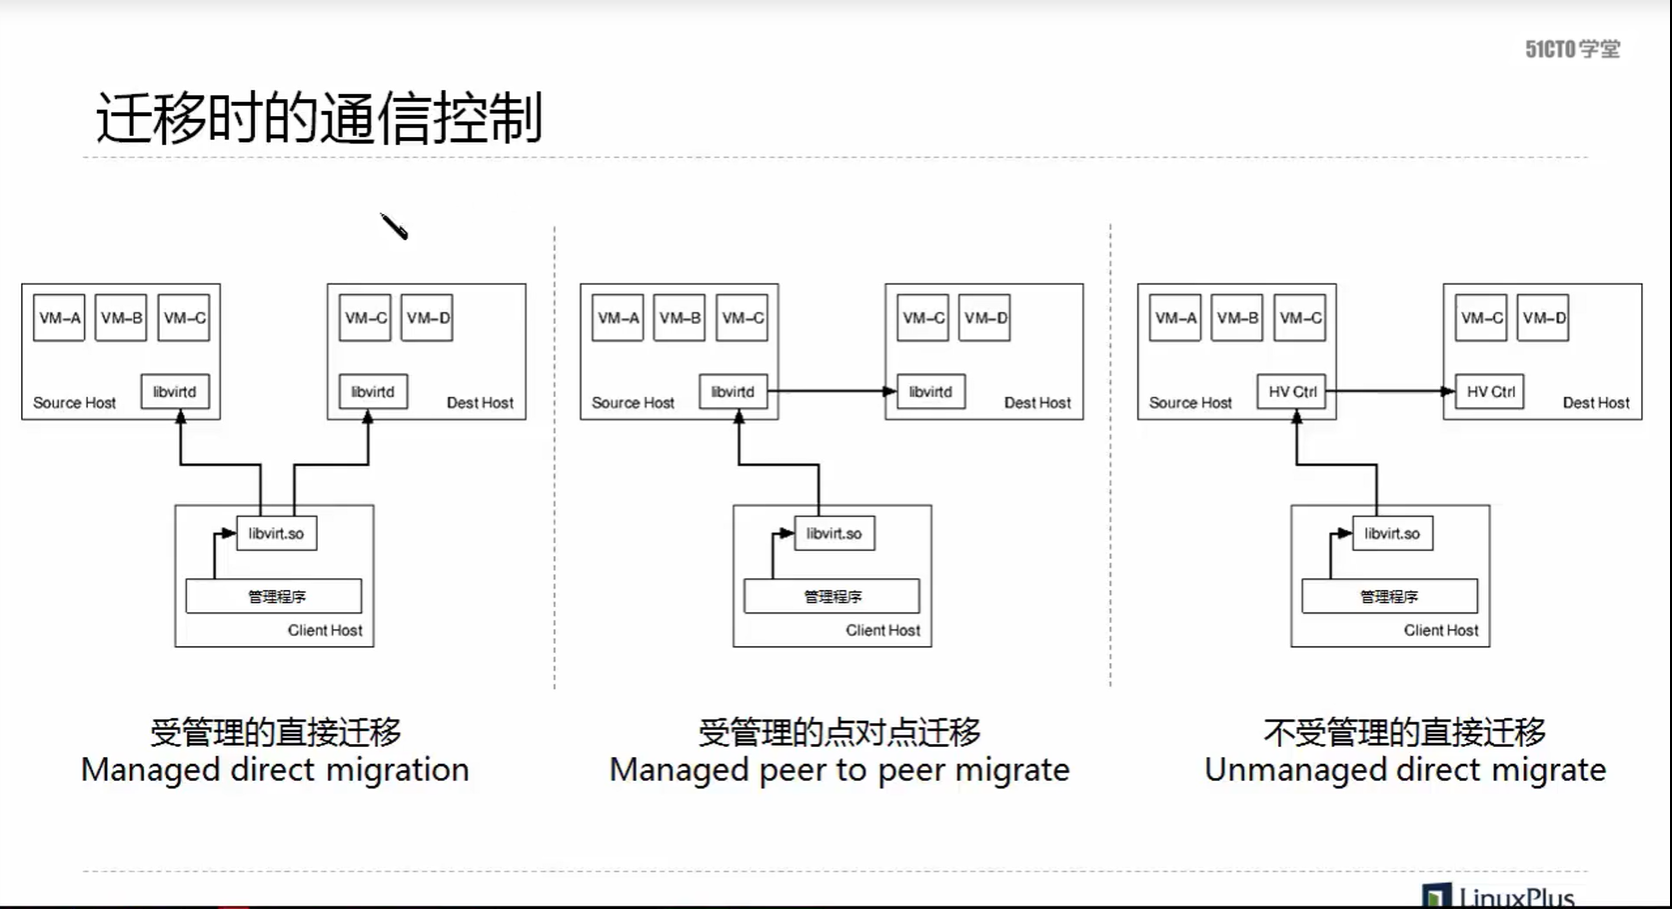 51CTO学堂
迁移时的通信控制
VM-A VM-B VM-C
Source Host libvirtd
VM-C VM-D
libvirtd Dest Host
libvirt.so
管理程序
Client Host
受管理的直接迁移
Managed direct migration
VM-A VM-B VM-C
Source Host libvirtd
VM-C VM-D
libvirtd Dest Host
libvirt.so
管理程序
Client Host
受管理的点对点迁移
Managed peer to peer migrate
VM-A VM-B VM-C
Source Host HV Ctrl
VM-C VM-D
HV Ctrl Dest Host
libvirt.so
管理程序
Client Host
不受管理的直接迁移
Unmanaged direct migrate
LinuxPlus